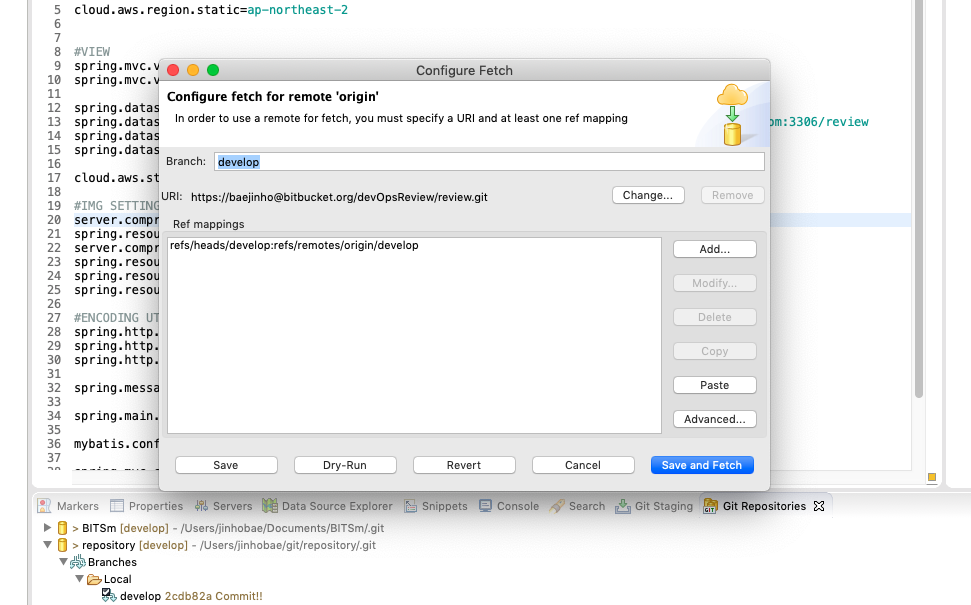 5 cloud.aws.region.static=ap-northeast-2
6
7
8 #VIEW
9 spring.mvc.v
10 spring.mvc.v
11
12 spring.datas
13 spring.datas om:3306/review
14 spring.datas
15 spring.datas
16
17 cloud.aws.st
18
19 #IMG SETTING
20 server.compr
21 spring.resou
22 server.compr
23 spring.resou
24 spring.resou
25 spring.resou
26
27 #ENCODING UT
28 spring.http.
29 spring.http.
30 spring.http.
31
32 spring.messa
33
34 spring.main.
35
36 mybatis.conf
37
Configure Fetch
Configure fetch for remote 'origin'
In order to use a remote for fetch, you must specify a URI and at least one ref mapping
Branch: develop
URI: https://baejinho@bitbucket.org/devOpsReview/review.git Change... Remove
Ref mappings
refs/heads/develop:refs/remotes/origin/develop
Add...
Modify...
Delete
Copy
Paste
Advanced...
Save Dry-Run Revert Cancel Save and Fetch
Markers Properties Servers Data Source Explorer Snippets Console Search Git Staging Git Repositories
> BITSm [develop] - /Users/jinhobae/Documents/BITSm/.git
> repository [develop] - /Users/jinhobae/git/repository/.git
Branches
Local
develop 2cdb82a Commit!!